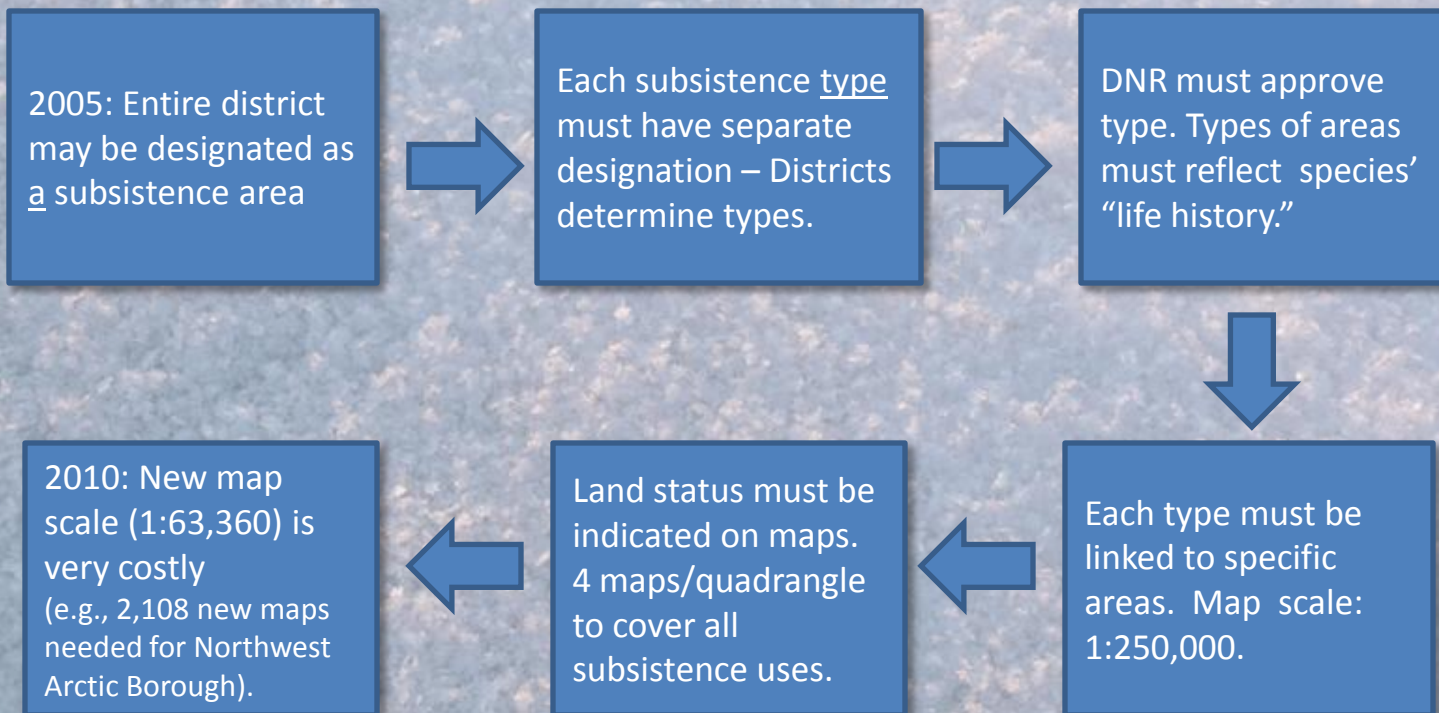 2005: Entire district
may be designated as
a subsistence area
Each subsistence type
must have separate
designation – Districts
determine types.
DNR must approve
type. Types of areas
must reflect species’
“life history.”
Each type must be
linked to specific
areas. Map scale:
1:250,000.
Land status must be
indicated on maps.
4 maps/quadrangle
to cover all
subsistence uses.
2010: New map
scale (1:63,360) is
very costly
(e.g., 2,108 new maps
needed for Northwest
Arctic Borough).